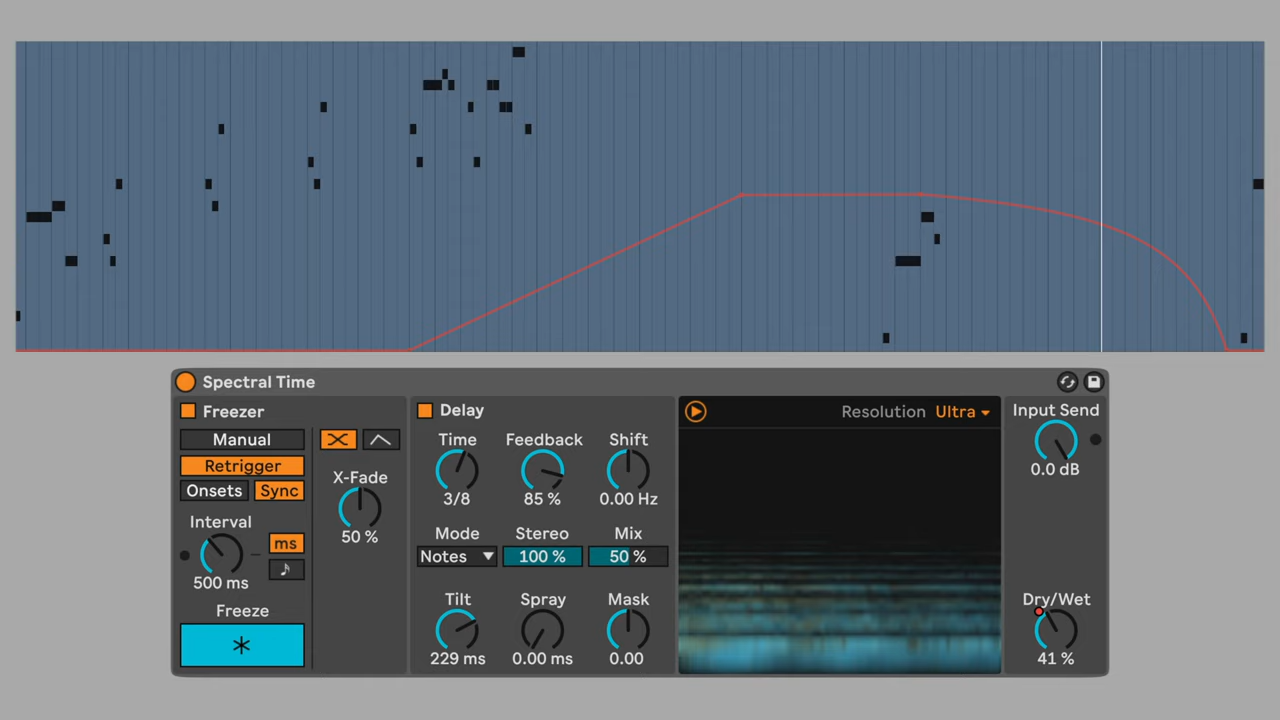 Spectral Time
Freezer
Manual
Retrigger
Onsets Sync
Interval
ms
500 ms
Freeze
X-Fade
50 %
Delay
Time Feedback Shift
3/8 85 % 0.00 Hz
Mode Stereo Mix
Notes 100 % 50 %
Tilt Spray Mask
229 ms 0.00 ms 0.00
Resolution Ultra
Input Send
0.0 dB
Dry/Wet
41 %